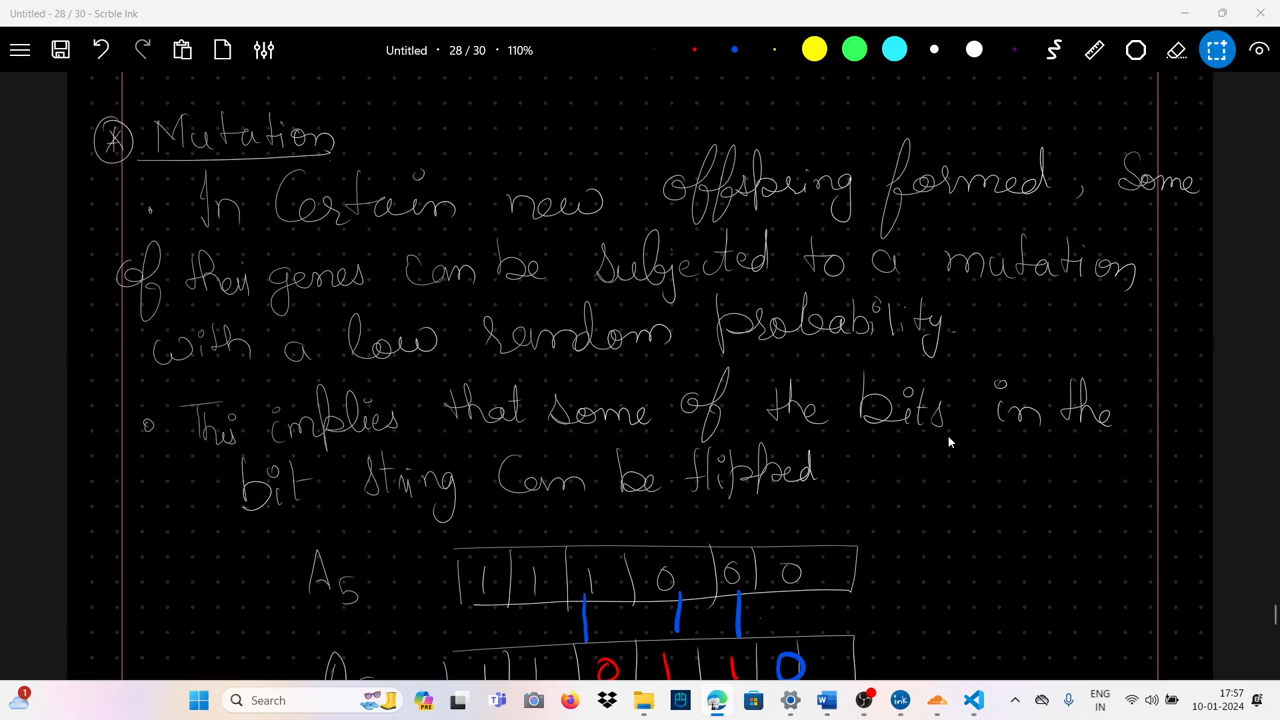 Untitled - 28 / 30 - Scrble Ink
Untitled • 28 / 30 • 110%
Mutation
. In Certain new offspring formed, Some
of their genes can be subjected to a mutation
with a low random probability.
• This implies that some of the bits in the
bit string can be flipped
A5 1 1 1 0 0 0
1 1 0 1 1 0
1
Search
PRE
ENG
IN
17:57
10-01-2024